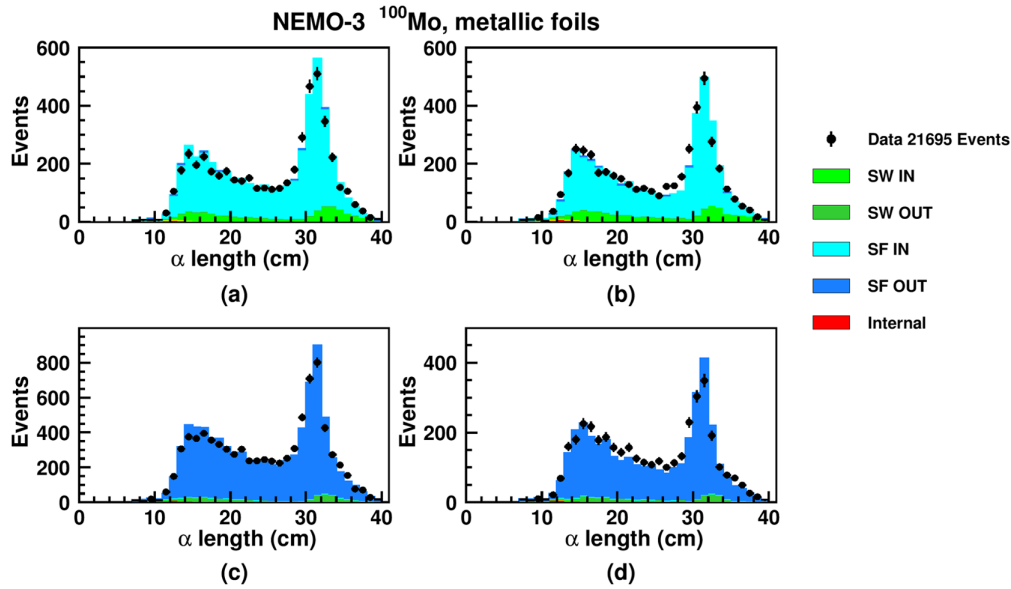 NEMO-3 ¹⁰⁰Mo, metallic foils
Events
600
400
200
0
0 10 20 30 40
α length (cm)
(a)
Events
600
400
200
0
0 10 20 30 40
α length (cm)
(b)
Data 21695 Events
SW IN
SW OUT
SF IN
SF OUT
Internal
Events
800
600
400
200
0
0 10 20 30 40
α length (cm)
(c)
Events
400
200
0
0 10 20 30 40
α length (cm)
(d)